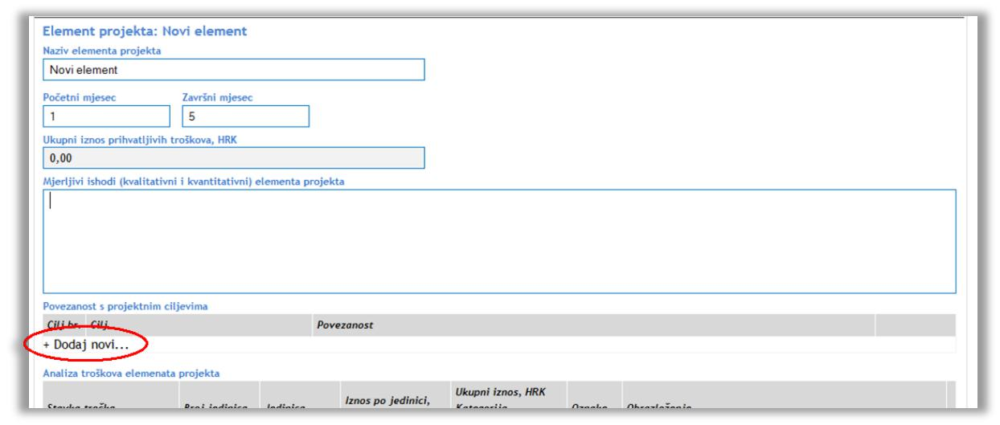 Element projekta: Novi element
Naziv elementa projekta
Novi element
Početni mjesec Završni mjesec
1 5
Ukupni iznos prihvatljivih troškova, HRK
0,00
Mjerljivi ishodi (kvalitativni i kvantitativni) elementa projekta
Povezanost s projektnim ciljevima
Cilj br. Cilj Povezanost
+ Dodaj novi...
Analiza troškova elemenata projekta
Ukupni iznos, HRK
Iznos po jedinici,
Stavka troška Broj jedinica Jedinica Kategorija Oznaka Obrazloženje